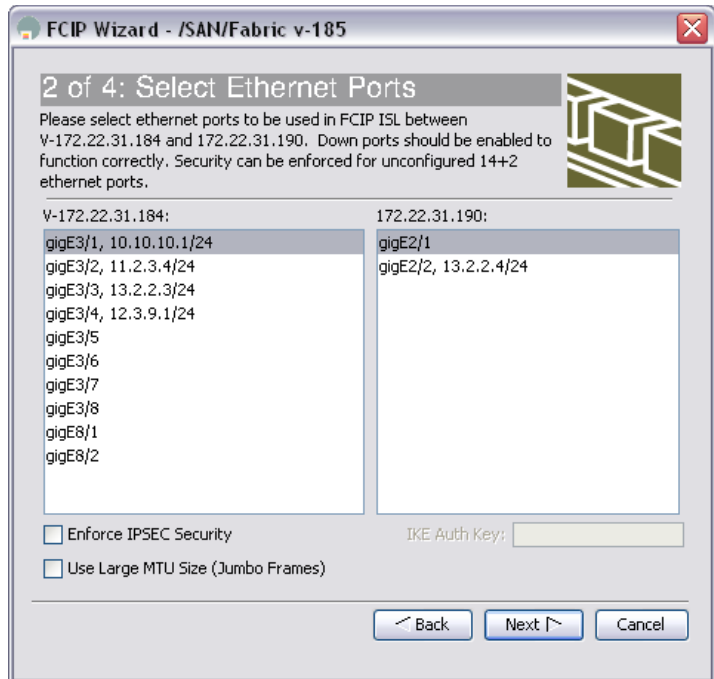 FCIP Wizard - /SAN/Fabric v-185
2 of 4: Select Ethernet Ports
Please select ethernet ports to be used in FCIP ISL between
V-172.22.31.184 and 172.22.31.190. Down ports should be enabled to
function correctly. Security can be enforced for unconfigured 14+2
ethernet ports.
V-172.22.31.184:
gigE3/1, 10.10.10.1/24
gigE3/2, 11.2.3.4/24
gigE3/3, 13.2.2.3/24
gigE3/4, 12.3.9.1/24
gigE3/5
gigE3/6
gigE3/7
gigE3/8
gigE8/1
gigE8/2
172.22.31.190:
gigE2/1
gigE2/2, 13.2.2.4/24
Enforce IPSEC Security
IKE Auth Key:
Use Large MTU Size (Jumbo Frames)
Back
Next
Cancel